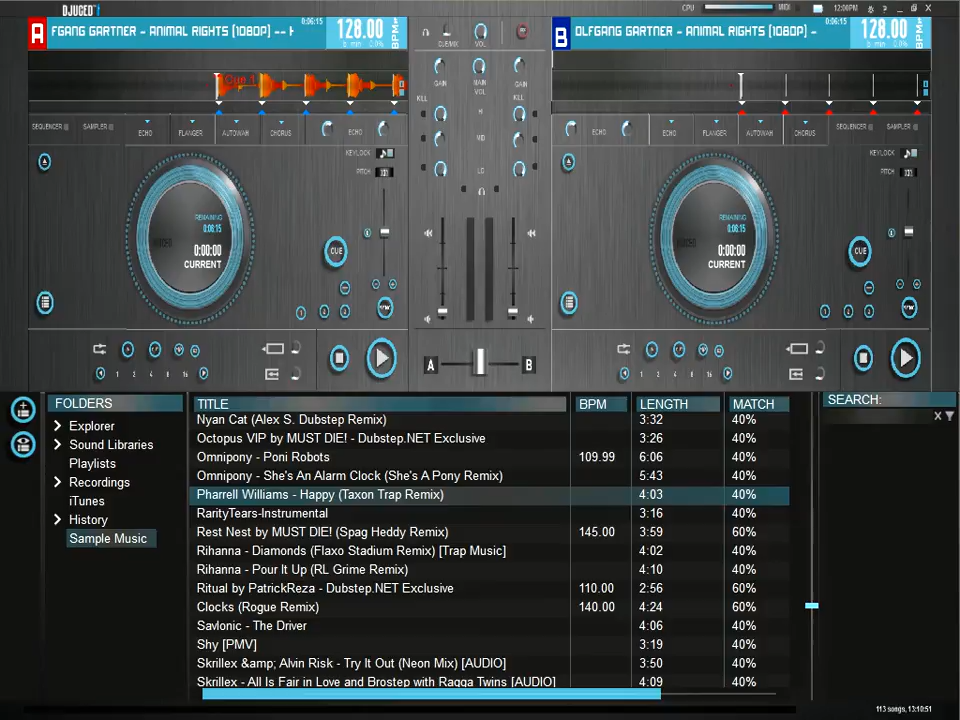 DJUCED
CPU MIDI 12:00PM ?
A FGANG GARTNER - ANIMAL RIGHTS [1080P] -- 0:06:15 128.00 BPM
0.0%
CUE/MIX VOL
B OLFGANG GARTNER - ANIMAL RIGHTS [1080P] - 0:06:15 128.00 BPM
0.0%
Cue 1
GAIN MAIN VOL GAIN
KILL KILL
HI
MID
LO
SEQUENCER SAMPLER ECHO FLANGER AUTOWAH CHORUS ECHO
ECHO ECHO FLANGER AUTOWAH CHORUS SEQUENCER SAMPLER
KEYLOCK
PITCH
KEYLOCK
PITCH
REMAINING
0:06:15
0:00:00
CURRENT
CUE
REMAINING
0:06:15
0:00:00
CURRENT
CUE
A B
FOLDERS
Explorer
Sound Libraries
Playlists
Recordings
iTunes
History
Sample Music
TITLE BPM LENGTH MATCH
Nyan Cat (Alex S. Dubstep Remix) 3:32 40%
Octopus VIP by MUST DIE! - Dubstep.NET Exclusive 3:26 40%
Omnipony - Poni Robots 109.99 6:06 40%
Omnipony - She's An Alarm Clock (She's A Pony Remix) 5:43 40%
Pharrell Williams - Happy (Taxon Trap Remix) 4:03 40%
RarityTears-Instrumental 3:16 40%
Rest Nest by MUST DIE! (Spag Heddy Remix) 145.00 3:59 60%
Rihanna - Diamonds (Flaxo Stadium Remix) [Trap Music] 4:02 40%
Rihanna - Pour It Up (RL Grime Remix) 4:10 40%
Ritual by PatrickReza - Dubstep.NET Exclusive 110.00 2:56 60%
Clocks (Rogue Remix) 140.00 4:24 60%
Savlonic - The Driver 4:06 40%
Shy [PMV] 3:19 40%
Skrillex &amp; Alvin Risk - Try It Out (Neon Mix) [AUDIO] 3:50 40%
Skrillex - All Is Fair in Love and Brostep with Ragga Twins [AUDIO] 4:09 40%
SEARCH:
113 songs, 13:10:51